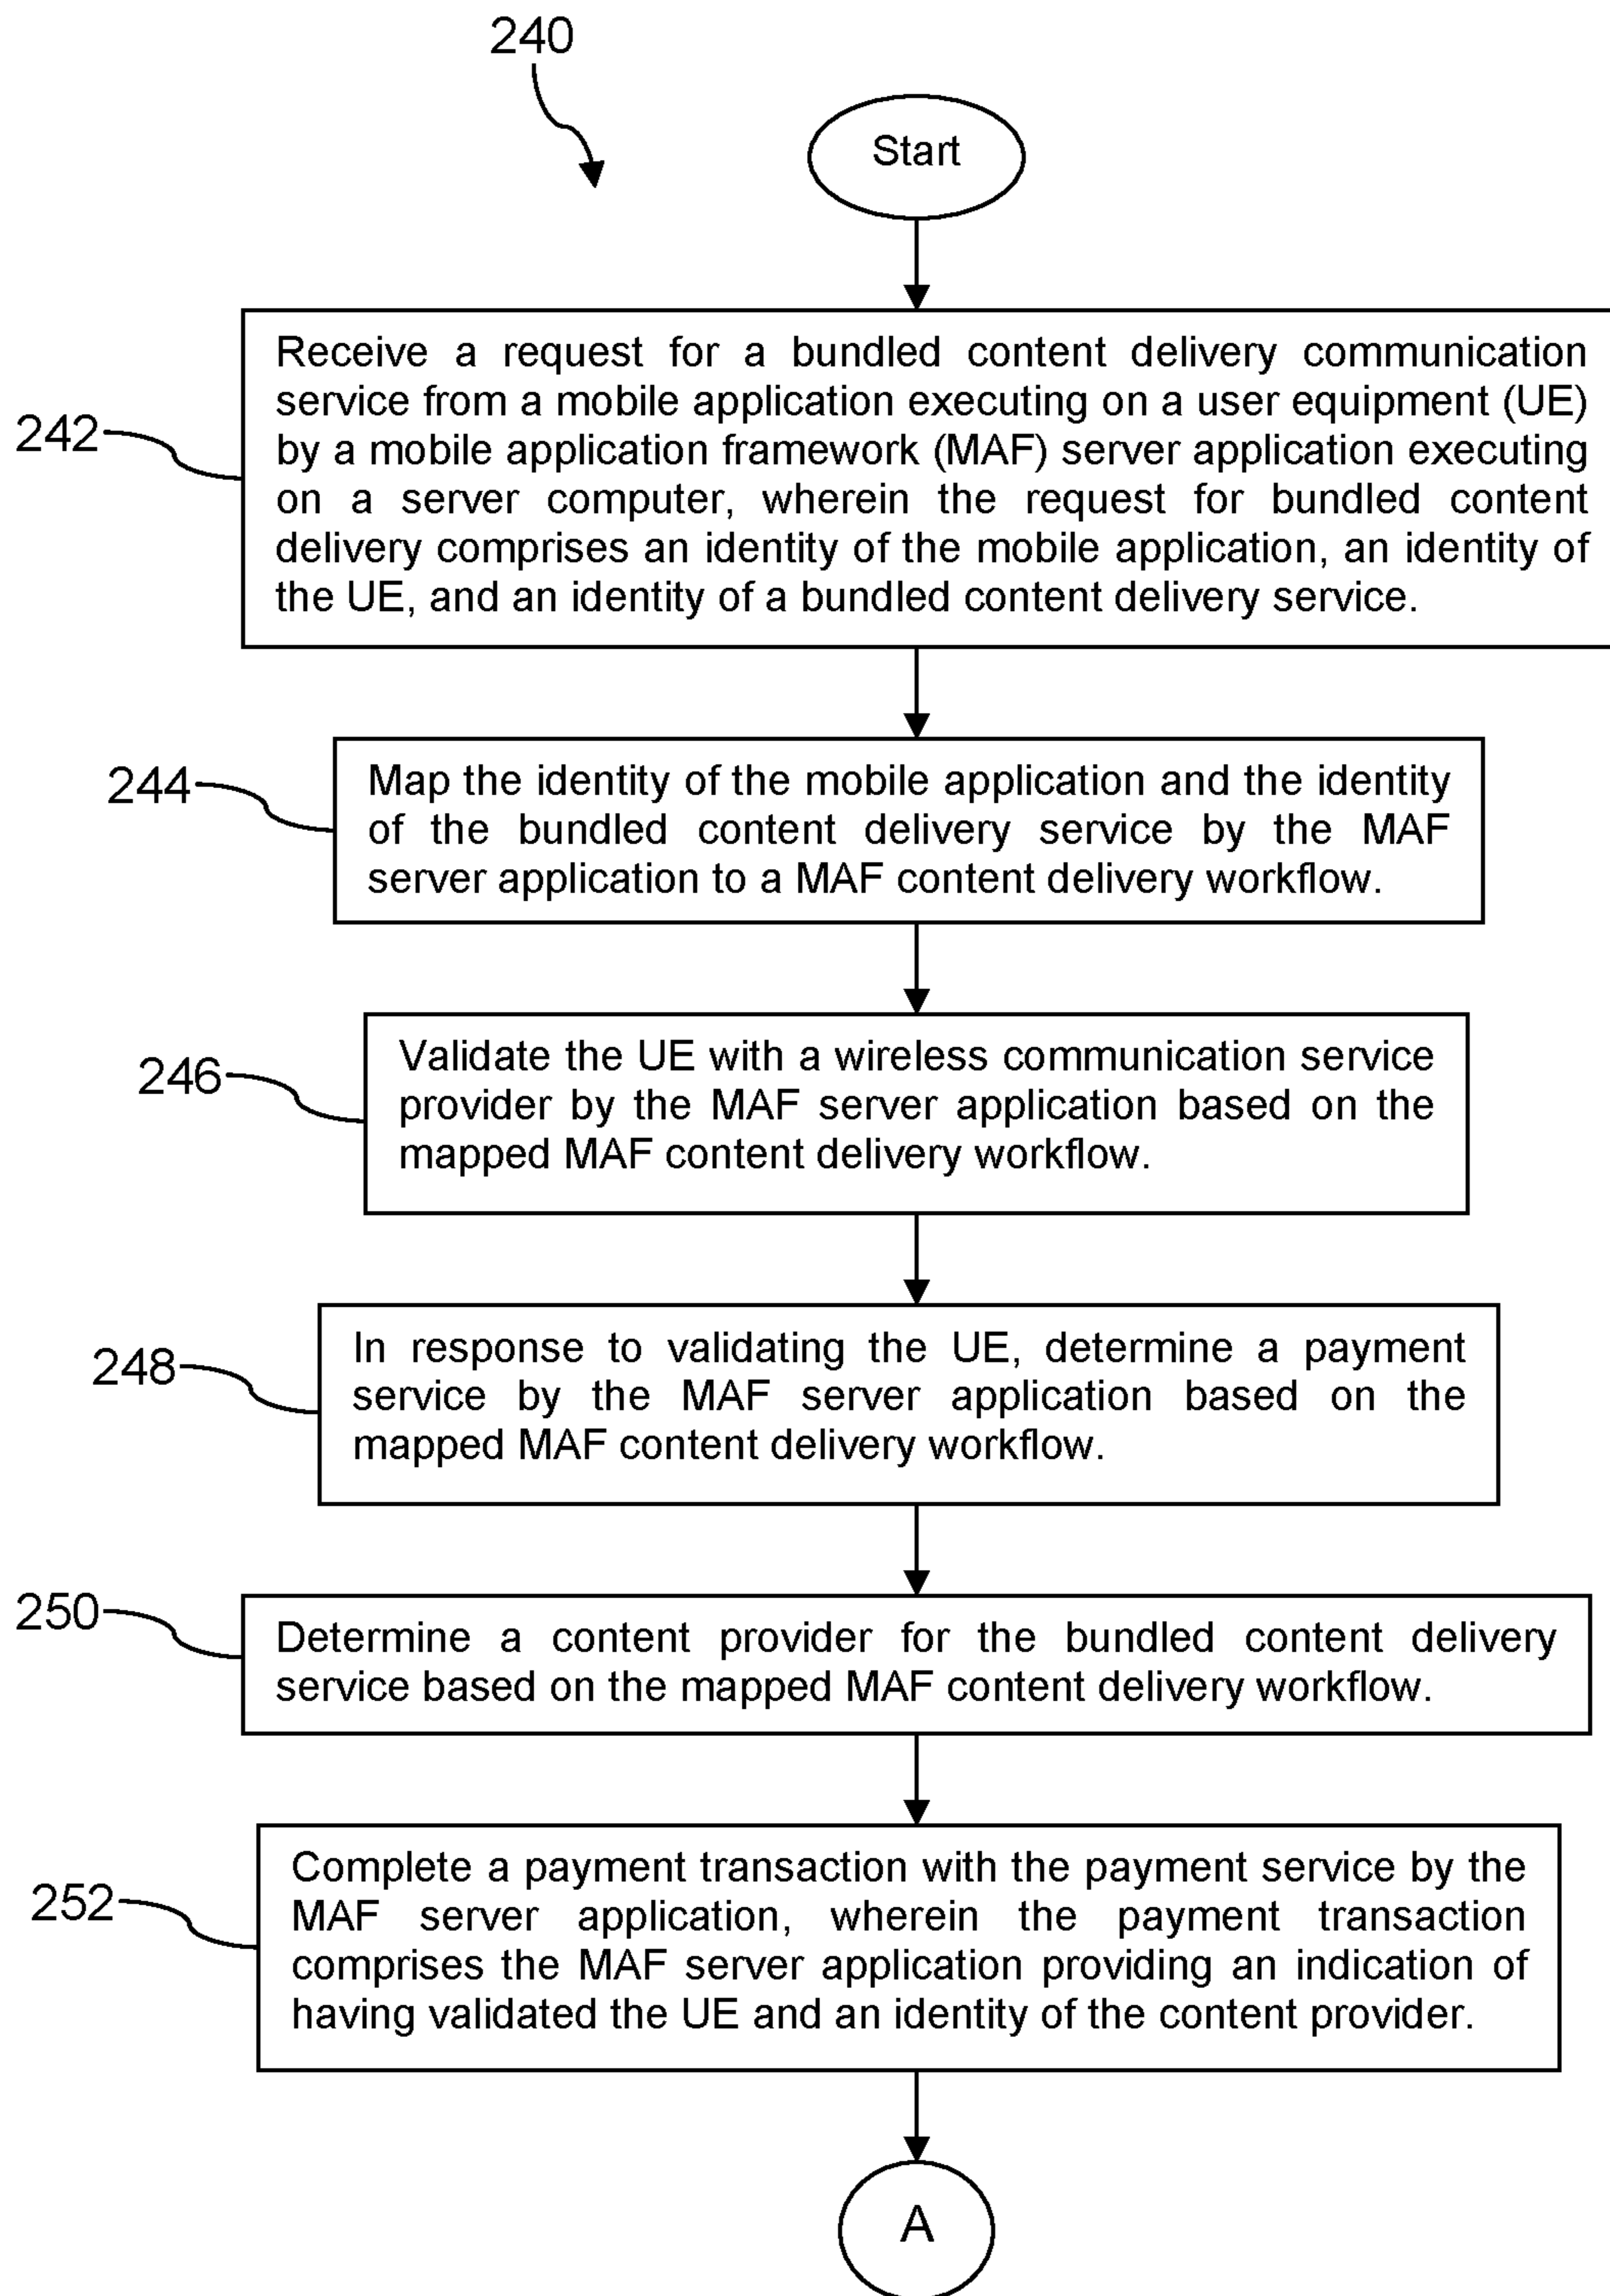 240
Start
242
Receive a request for a bundled content delivery communication
service from a mobile application executing on a user equipment (UE)
by a mobile application framework (MAF) server application executing
on a server computer, wherein the request for bundled content
delivery comprises an identity of the mobile application, an identity of
the UE, and an identity of a bundled content delivery service.
244
Map the identity of the mobile application and the identity
of the bundled content delivery service by the MAF
server application to a MAF content delivery workflow.
246
Validate the UE with a wireless communication service
provider by the MAF server application based on the
mapped MAF content delivery workflow.
248
In response to validating the UE, determine a payment
service by the MAF server application based on the
mapped MAF content delivery workflow.
250
Determine a content provider for the bundled content delivery
service based on the mapped MAF content delivery workflow.
252
Complete a payment transaction with the payment service by the
MAF server application, wherein the payment transaction
comprises the MAF server application providing an indication of
having validated the UE and an identity of the content provider.
A